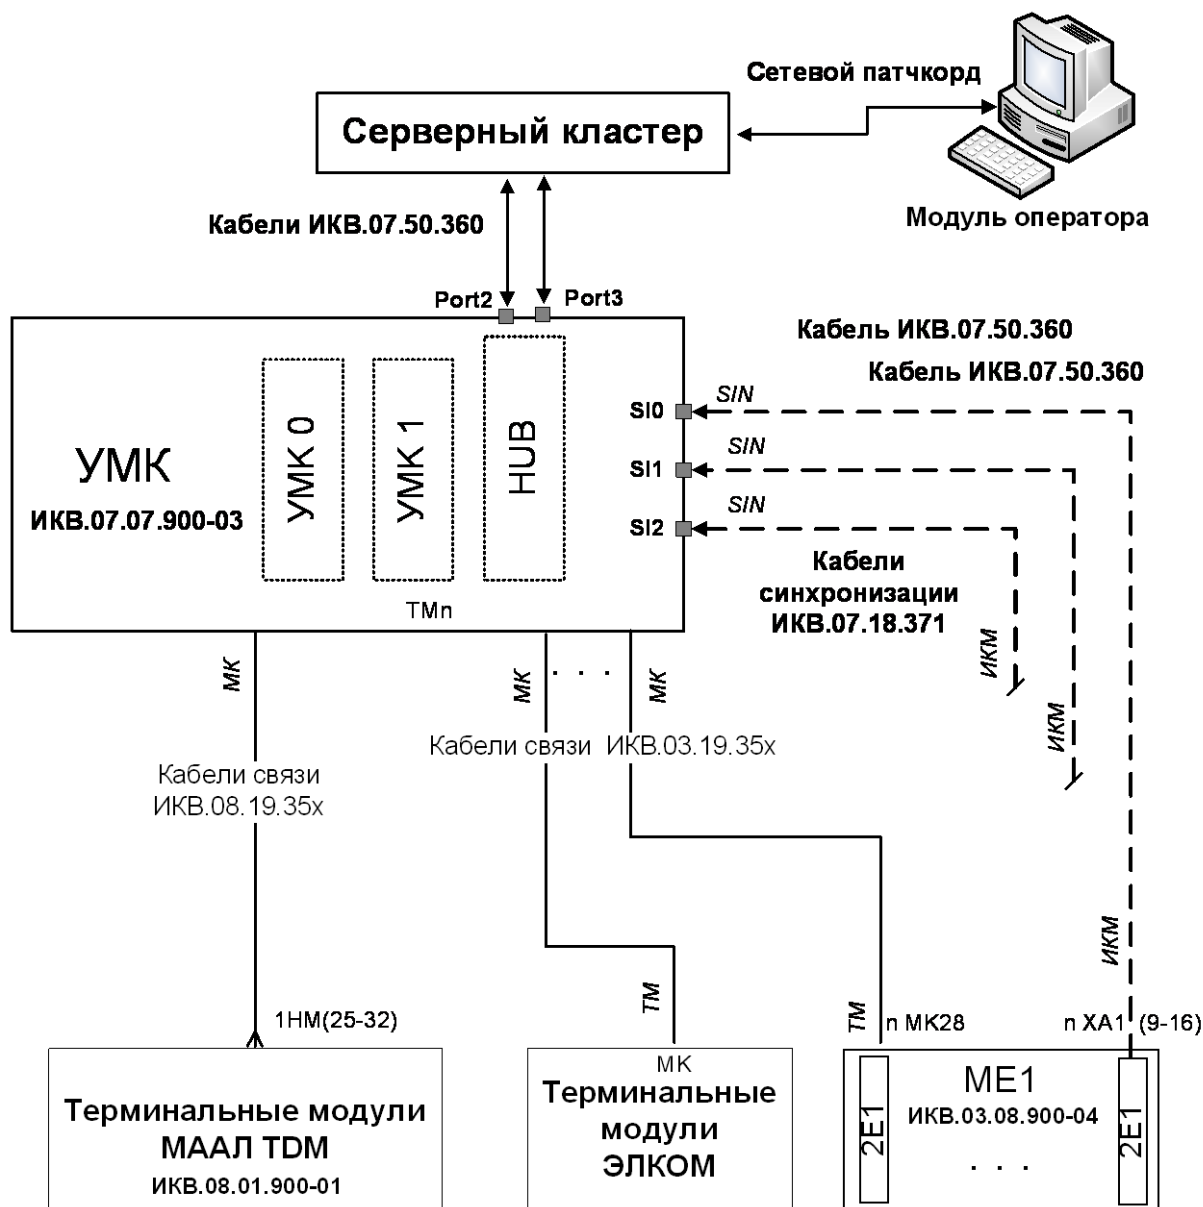 Сетевой патчкорд
Серверный кластер
Модуль оператора
Кабели ИКВ.07.50.360
Port2
Port3
Кабель ИКВ.07.50.360
Кабель ИКВ.07.50.360
УМК
ИКВ.07.07.900-03
УМК 0
УМК 1
HUB
SI0
SIN
SI1
SIN
SI2
SIN
Кабели
синхронизации
ИКВ.07.18.371
TMn
МК
МК
. . .
МК
ИКМ
ИКМ
ИКМ
Кабели связи ИКВ.03.19.35х
Кабели связи
ИКВ.08.19.35х
1НМ(25-32)
ТМ
ТМ
n МК28
n ХА1 (9-16)
Терминальные модули
МААЛ TDM
ИКВ.08.01.900-01
МК
Терминальные
модули
ЭЛКОМ
2Е1
МЕ1
ИКВ.03.08.900-04
. . .
2Е1